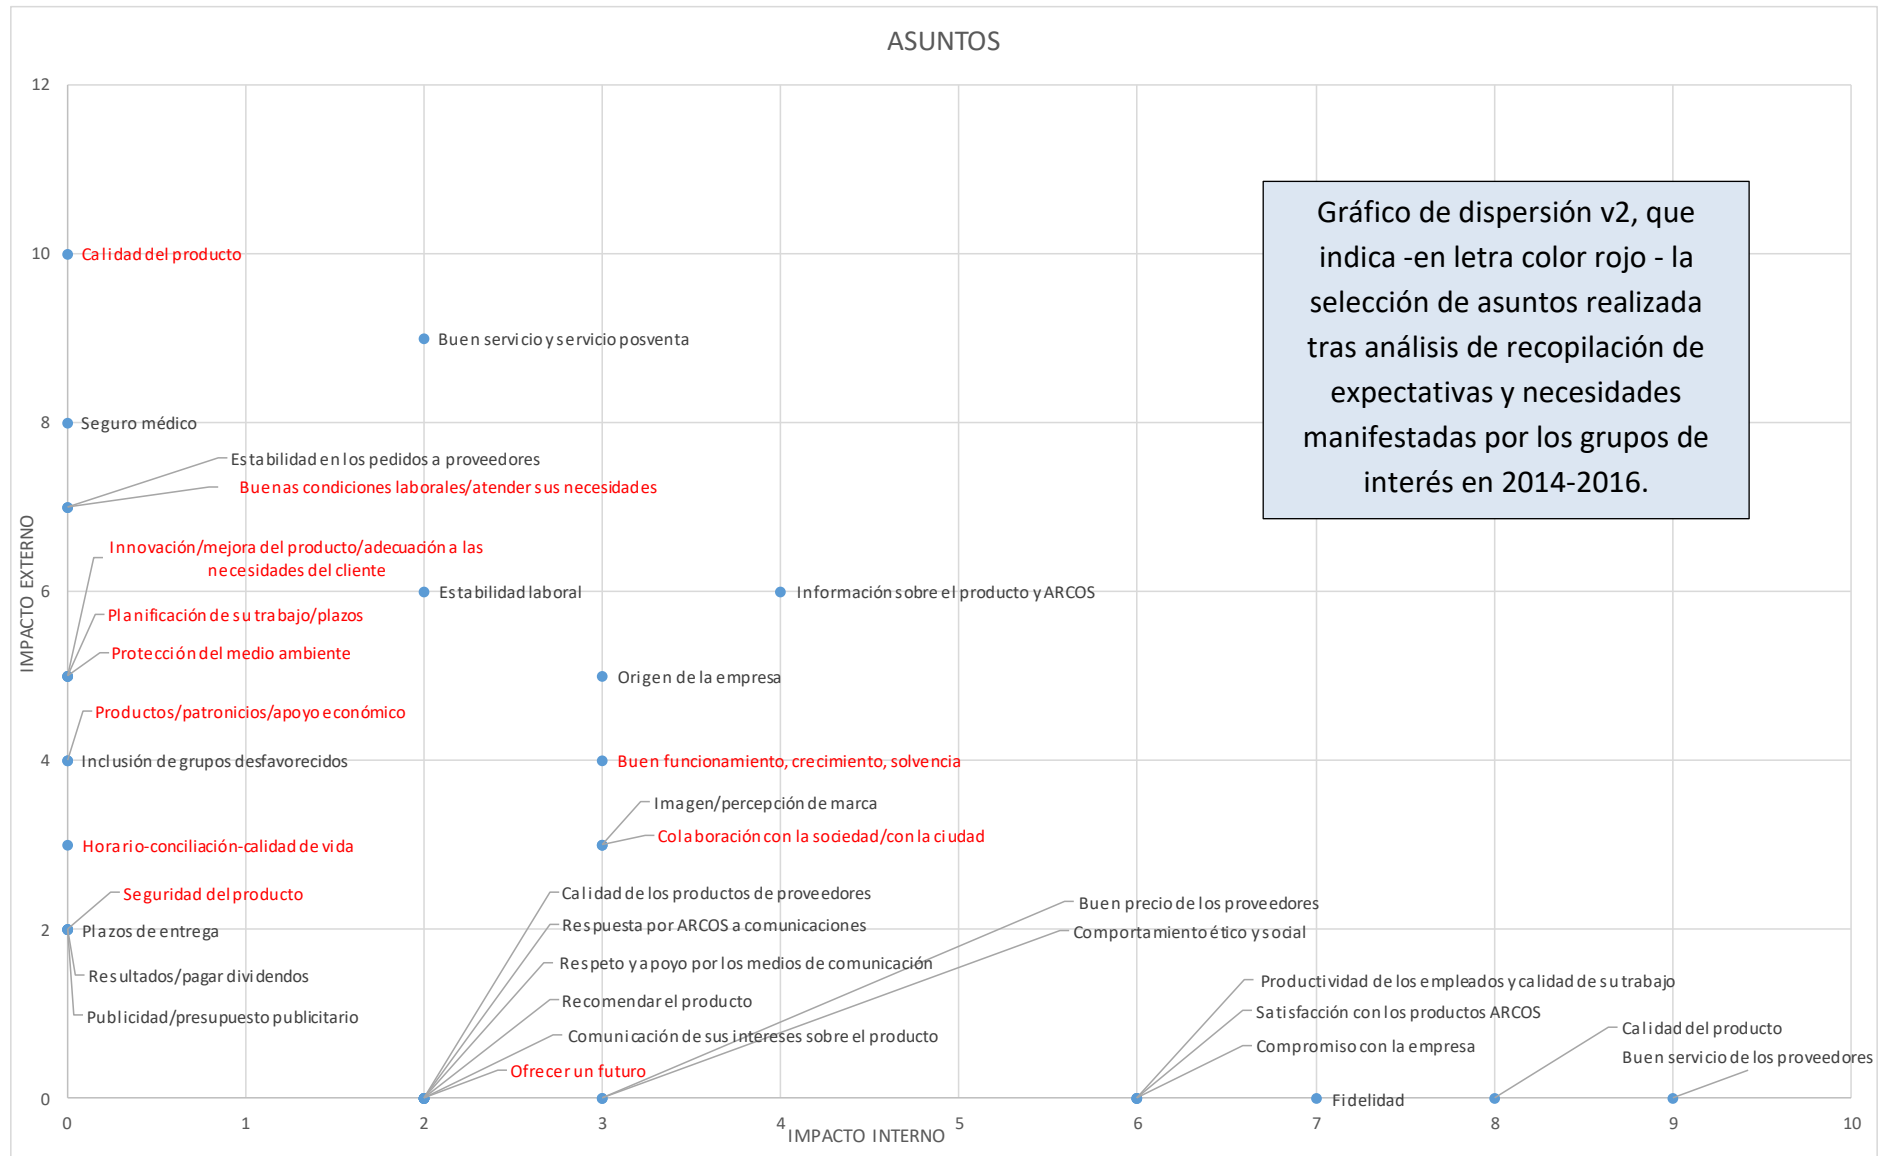 ASUNTOS
12
10
8
6
4
2
0
IMPACTO EXTERNO
Calidad del producto
Buen servicio y servicio posventa
Seguro médico
Estabilidad en los pedidos a proveedores
Buenas condiciones laborales/atender sus necesidades
Innovación/mejora del producto/adecuación a las
necesidades del cliente
Estabilidad laboral
Información sobre el producto y ARCOS
Planificación de su trabajo/plazos
Protección del medio ambiente
Origen de la empresa
Productos/patronicios/apoyo económico
Inclusión de grupos desfavorecidos
Buen funcionamiento, crecimiento, solvencia
Imagen/percepción de marca
Colaboración con la sociedad/con la ciudad
Horario-conciliación-calidad de vida
Seguridad del producto
Plazos de entrega
Resultados/pagar dividendos
Publicidad/presupuesto publicitario
Calidad de los productos de proveedores
Respuesta por ARCOS a comunicaciones
Respeto y apoyo por los medios de comunicación
Recomendar el producto
Comunicación de sus intereses sobre el producto
Ofrecer un futuro
Buen precio de los proveedores
Comportamiento ético y social
Productividad de los empleados y calidad de su trabajo
Satisfacción con los productos ARCOS
Compromiso con la empresa
Fidelidad
Calidad del producto
Buen servicio de los proveedores
Gráfico de dispersión v2, que
indica -en letra color rojo - la
selección de asuntos realizada
tras análisis de recopilación de
expectativas y necesidades
manifestadas por los grupos de
interés en 2014-2016.
0 1 2 3 4 5 6 7 8 9 10
IMPACTO INTERNO